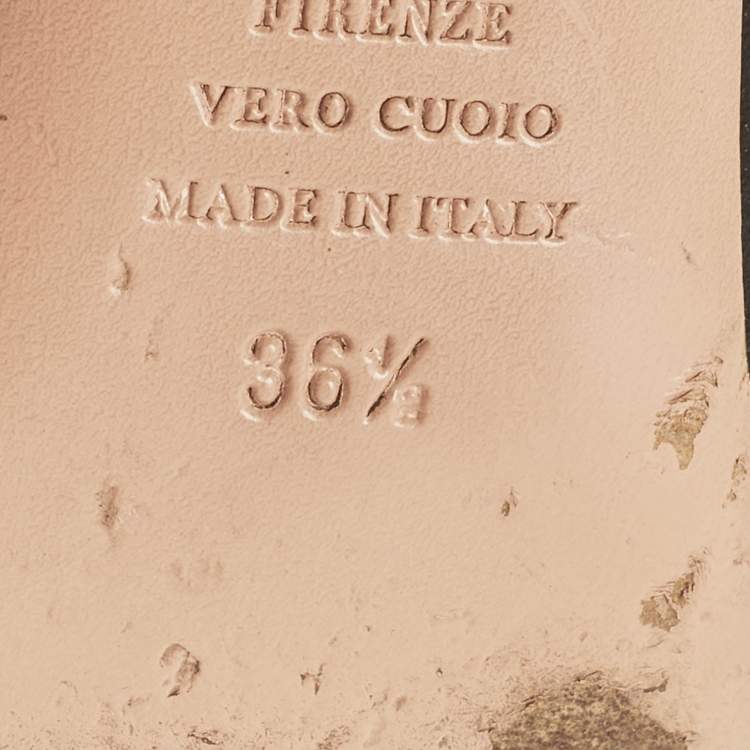 FIRENZE
VERO CUOIO
MADE IN ITALY
36½